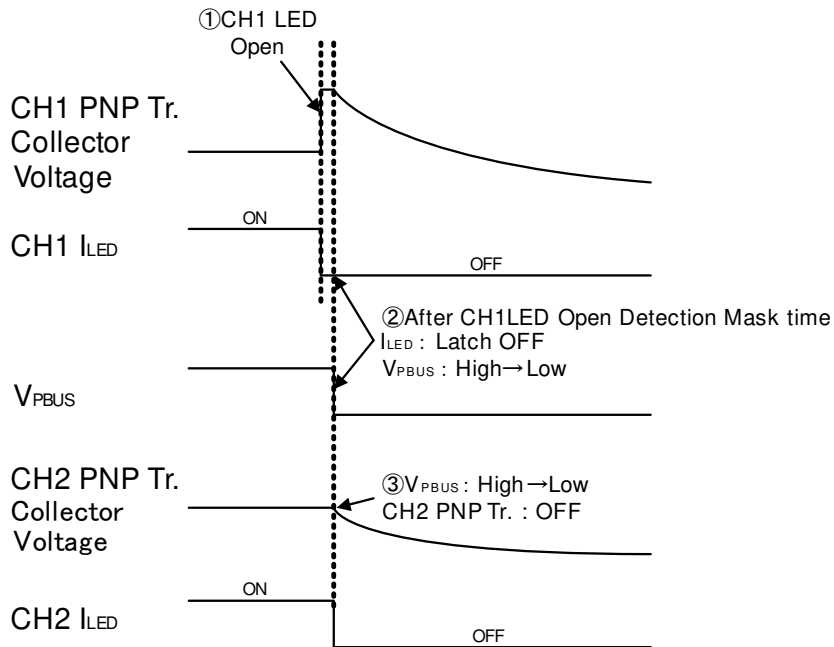 ①CH1 LED
Open
CH1 PNP Tr.
Collector
Voltage
ON
CH1 ILED
OFF
②After CH1LED Open Detection Mask time
ILED : Latch OFF
VPBUS : High→Low
VPBUS
CH2 PNP Tr.
Collector
Voltage
③VPBUS : High→Low
CH2 PNP Tr. : OFF
ON
CH2 ILED
OFF